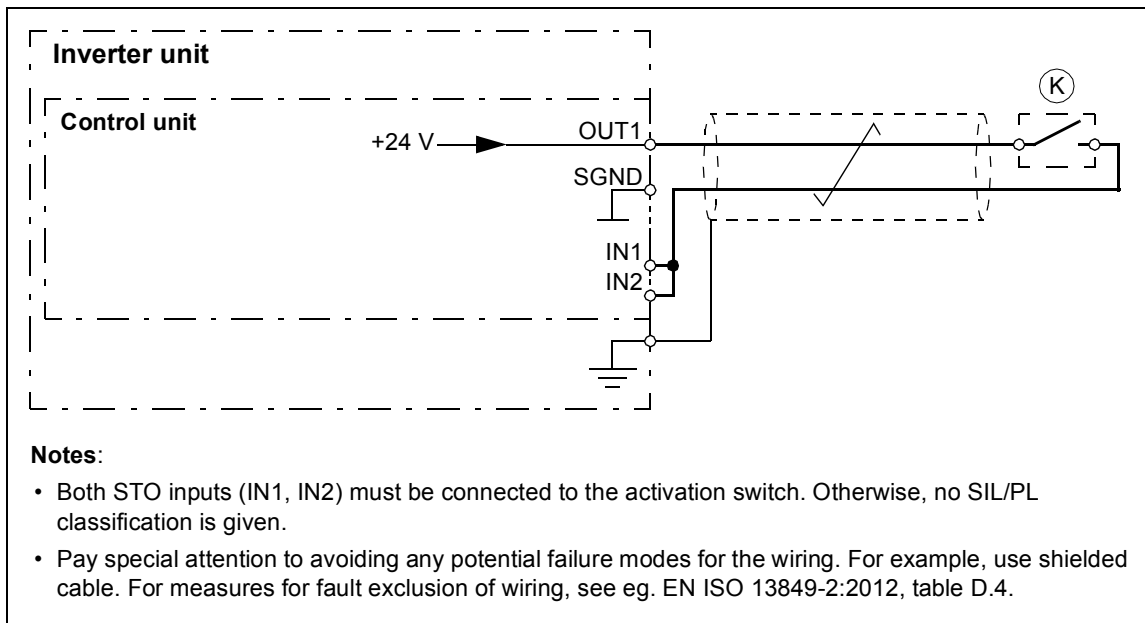 Inverter unit
Control unit
K
+24 V
OUT1
SGND
IN1
IN2
Notes:
• Both STO inputs (IN1, IN2) must be connected to the activation switch. Otherwise, no SIL/PL
classification is given.
• Pay special attention to avoiding any potential failure modes for the wiring. For example, use shielded
cable. For measures for fault exclusion of wiring, see eg. EN ISO 13849-2:2012, table D.4.